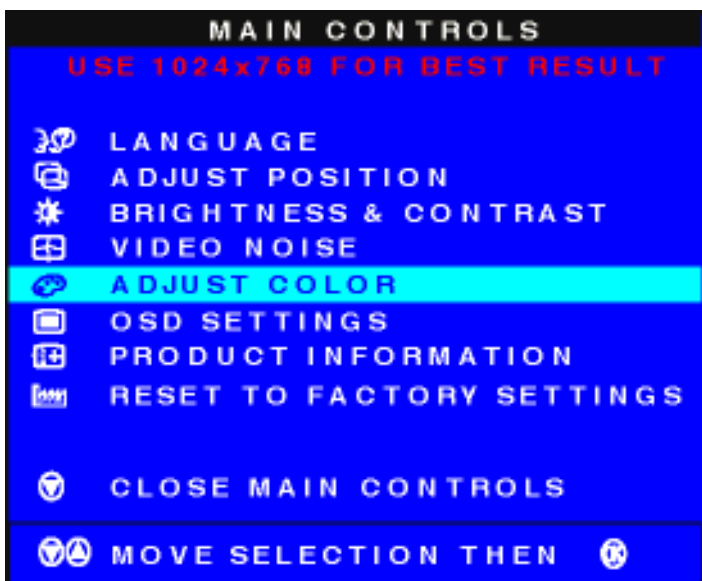 MAIN CONTROLS
USE 1024x768 FOR BEST RESULT
LANGUAGE
ADJUST POSITION
BRIGHTNESS & CONTRAST
VIDEO NOISE
ADJUST COLOR
OSD SETTINGS
PRODUCT INFORMATION
RESET TO FACTORY SETTINGS
CLOSE MAIN CONTROLS
MOVE SELECTION THEN OK